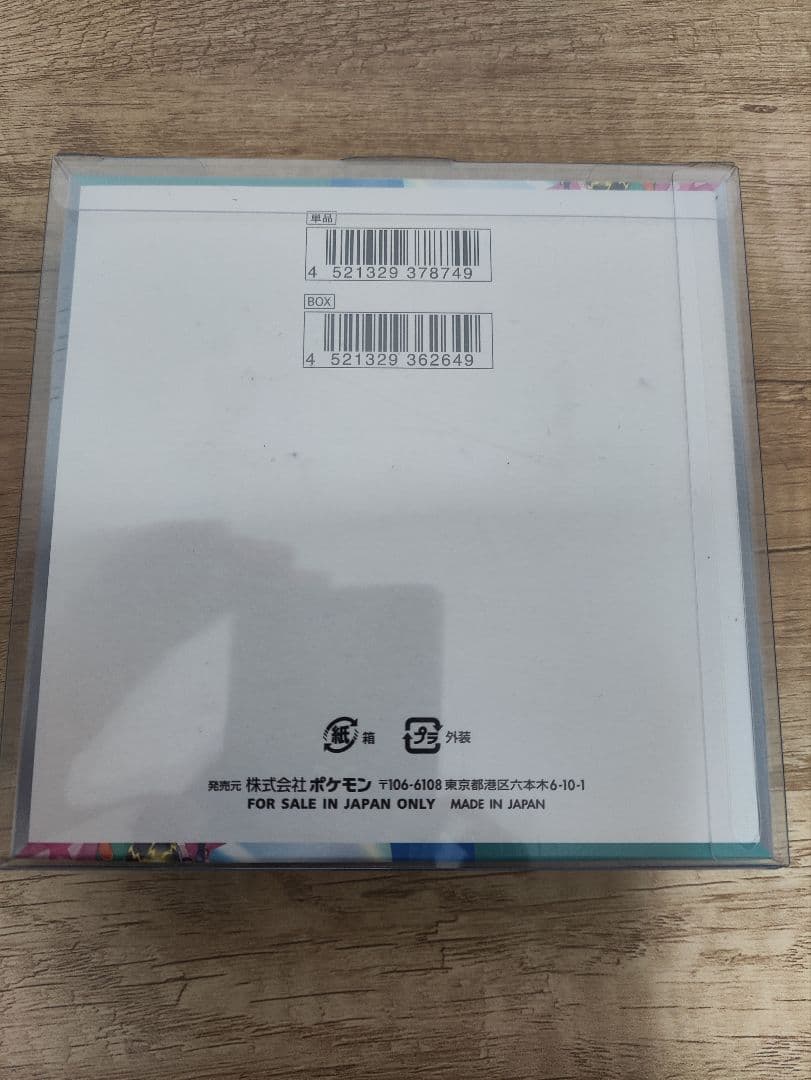 単品
4 521329 378749
BOX
4 521329 362649
紙 箱 プラ 外装
発売元 株式会社ポケモン 〒106-6108 東京都港区六本木6-10-1
FOR SALE IN JAPAN ONLY MADE IN JAPAN